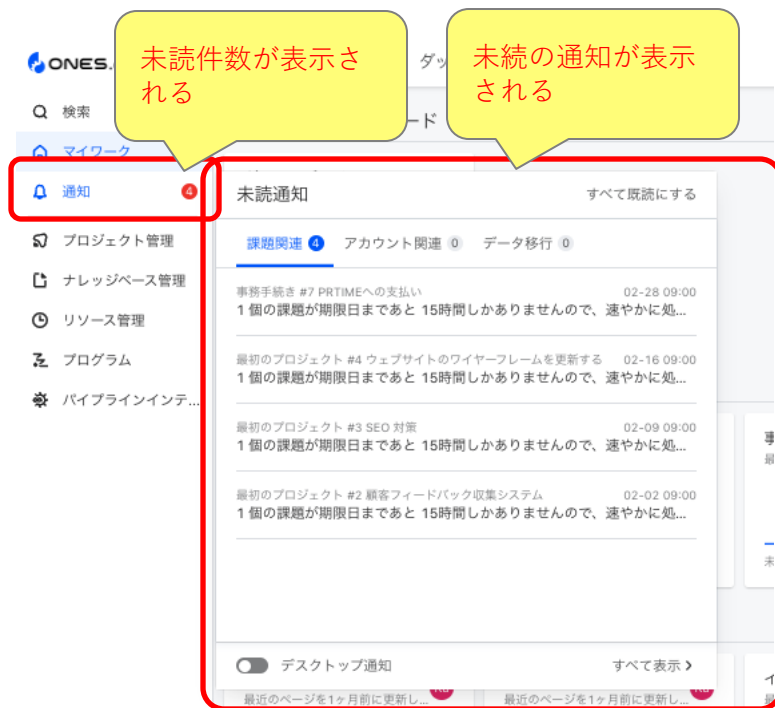 未読件数が表示さ
れる
未続の通知が表示
される
ONES.
検索
マイワーク
通知 4
プロジェクト管理
ナレッジベース管理
リソース管理
プログラム
パイプラインインテ...
ード
未読通知 すべて既読にする
課題関連 4 アカウント関連 0 データ移行 0
事務手続き #7 PRTIMEへの支払い 02-28 09:00
1 個の課題が期限日まであと 15時間しかありませんので、速やかに処...
最初のプロジェクト #4 ウェブサイトのワイヤーフレームを更新する 02-16 09:00
1 個の課題が期限日まであと 15時間しかありませんので、速やかに処...
最初のプロジェクト #3 SEO 対策 02-09 09:00
1 個の課題が期限日まであと 15時間しかありませんので、速やかに処...
最初のプロジェクト #2 顧客フィードバック収集システム 02-02 09:00
1 個の課題が期限日まであと 15時間しかありませんので、速やかに処...
デスクトップ通知 すべて表示
最近のページを1ヶ月前に更新し... 最近のページを1ヶ月前に更新し...